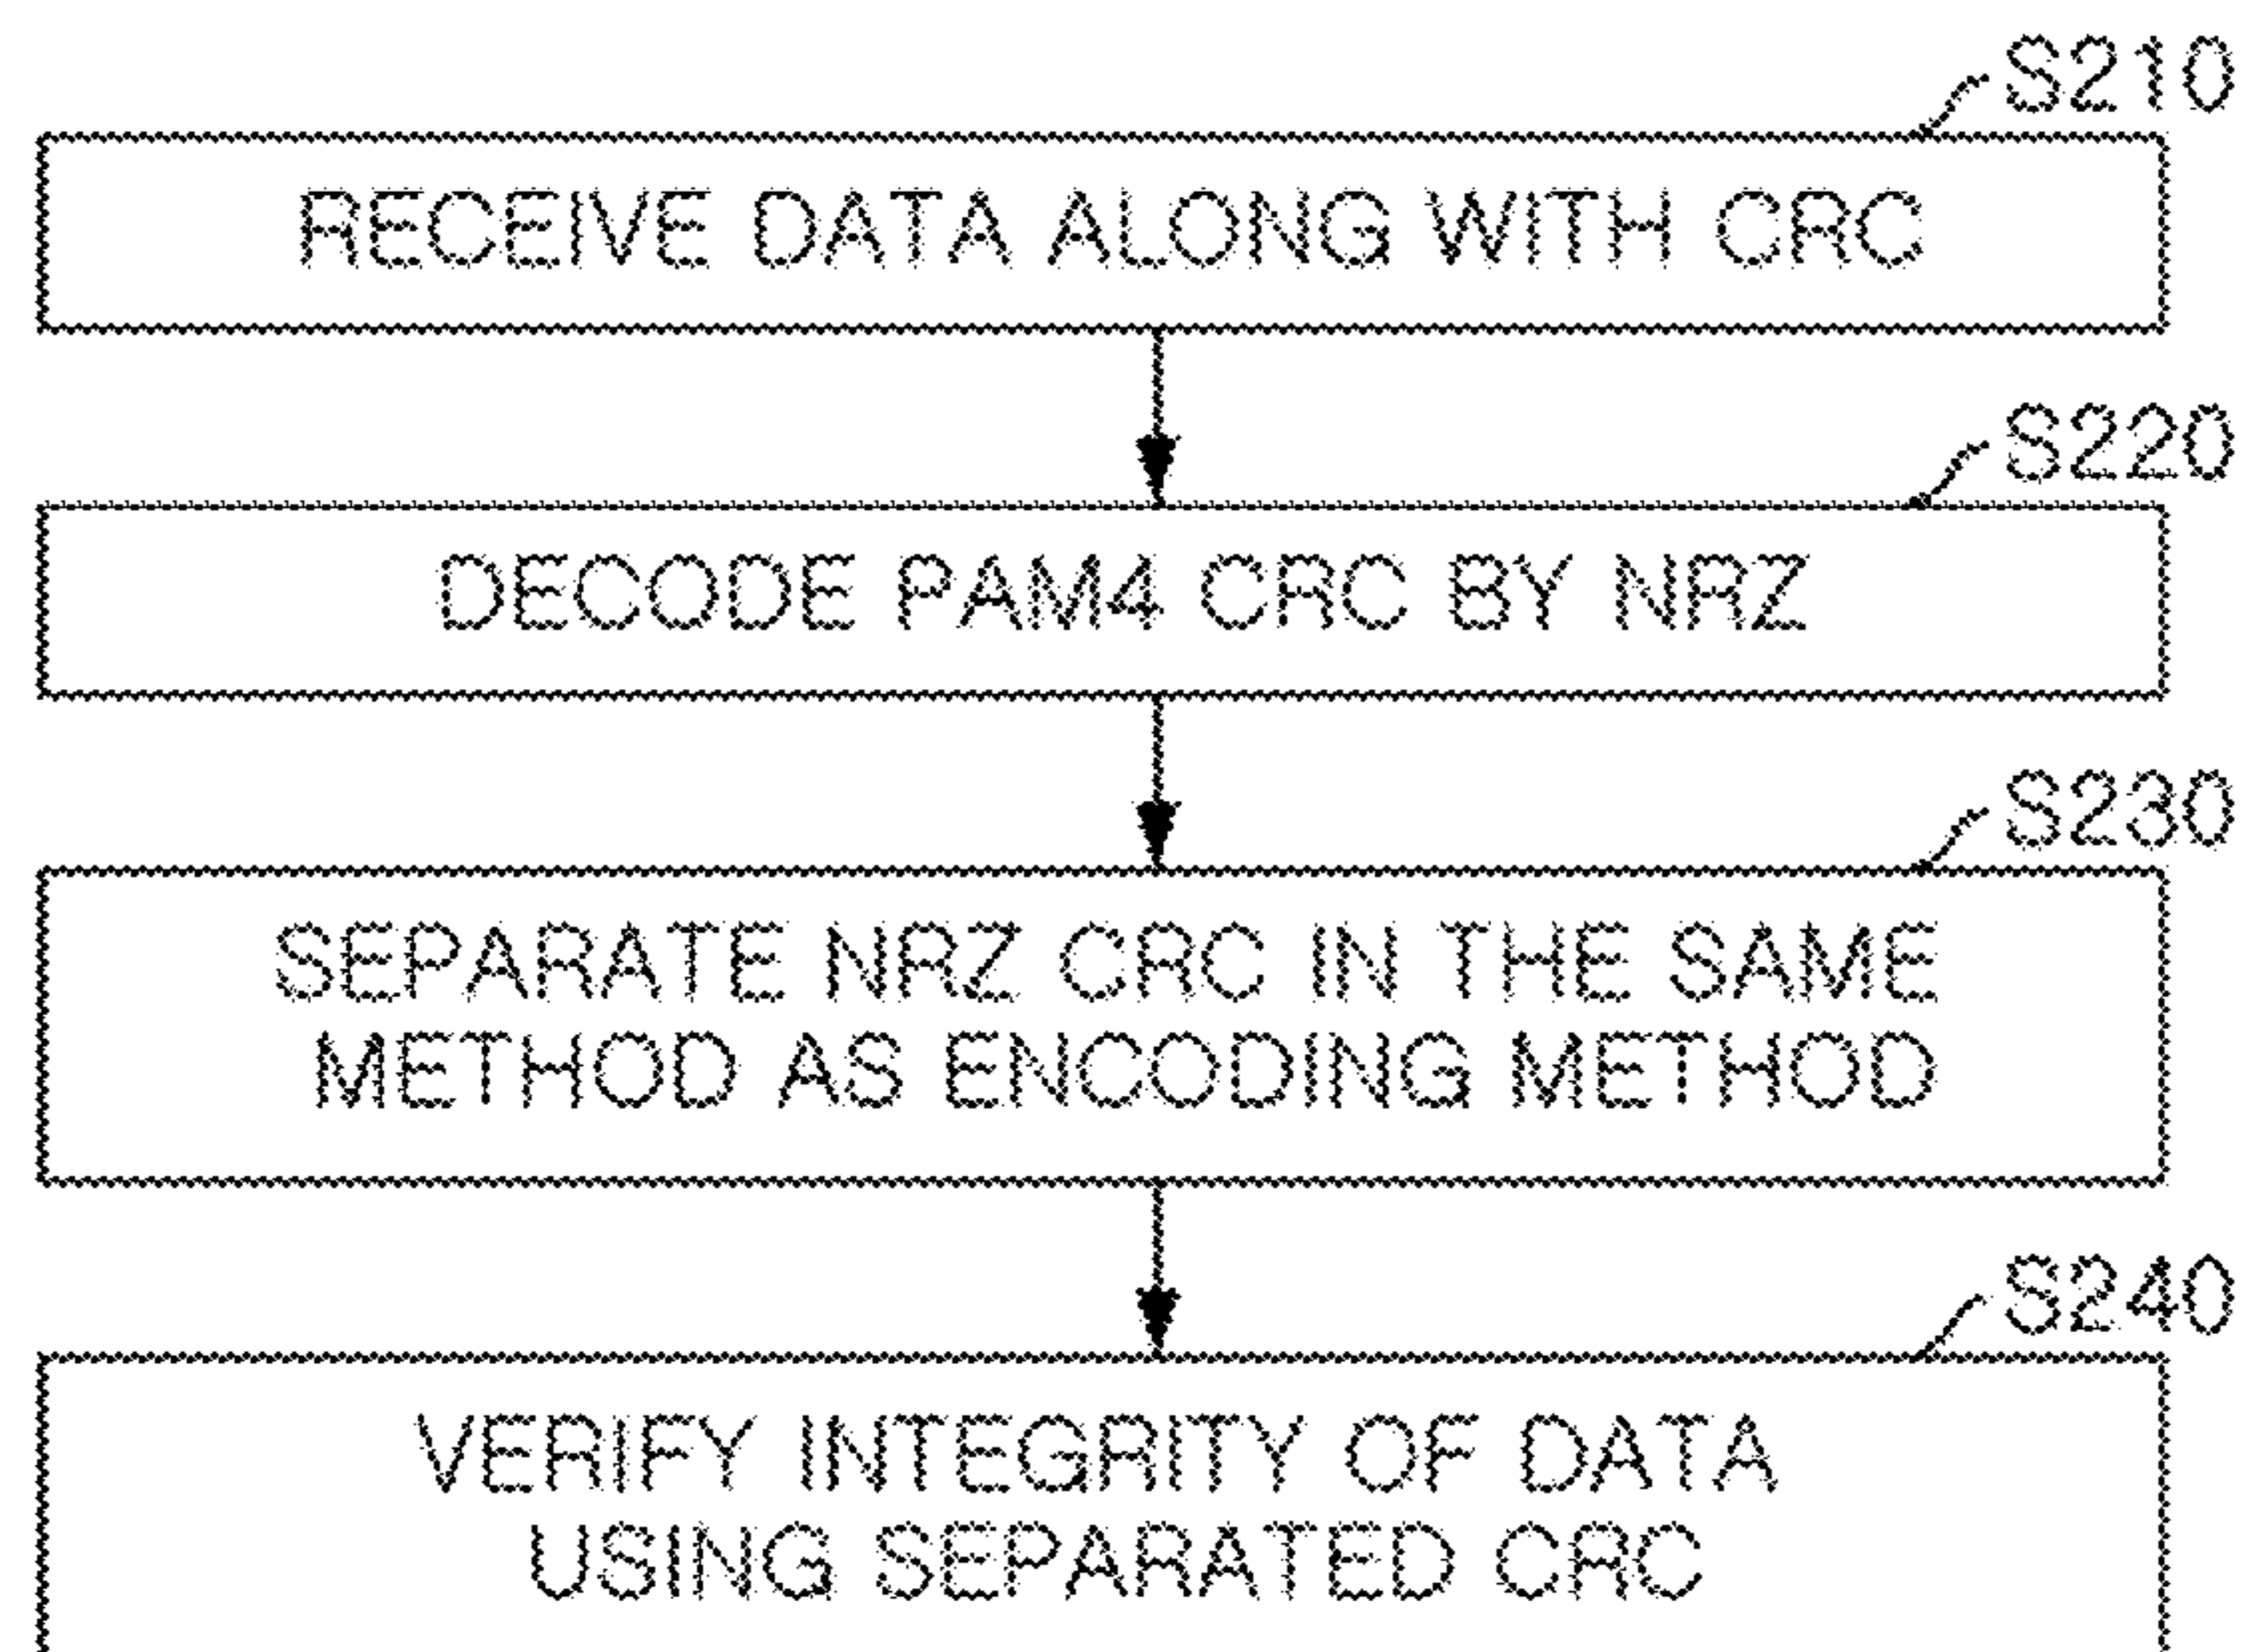 S210
RECEIVE DATA ALONG WITH CRC
S220
DECODE PAM4 CRC BY NRZ
S230
SEPARATE NRZ CRC IN THE SAME
METHOD AS ENCODING METHOD
S240
VERIFY INTEGRITY OF DATA
USING SEPARATED CRC